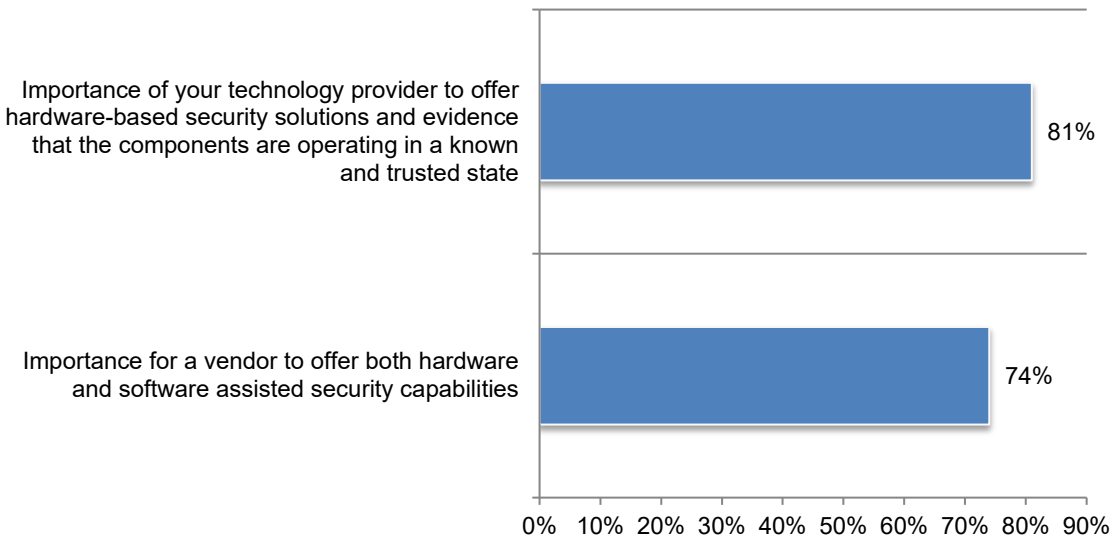 Importance of your technology provider to offer
hardware-based security solutions and evidence
that the components are operating in a known
and trusted state
81%
Importance for a vendor to offer both hardware
and software assisted security capabilities
74%
0% 10% 20% 30% 40% 50% 60% 70% 80% 90%